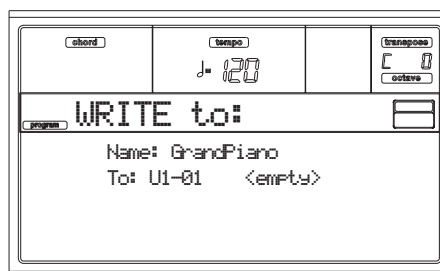 chord tempo transpose
♩= 120 C 0
octave
program WRITE to:
Name: GrandPiano
To: U1-01 <empty>